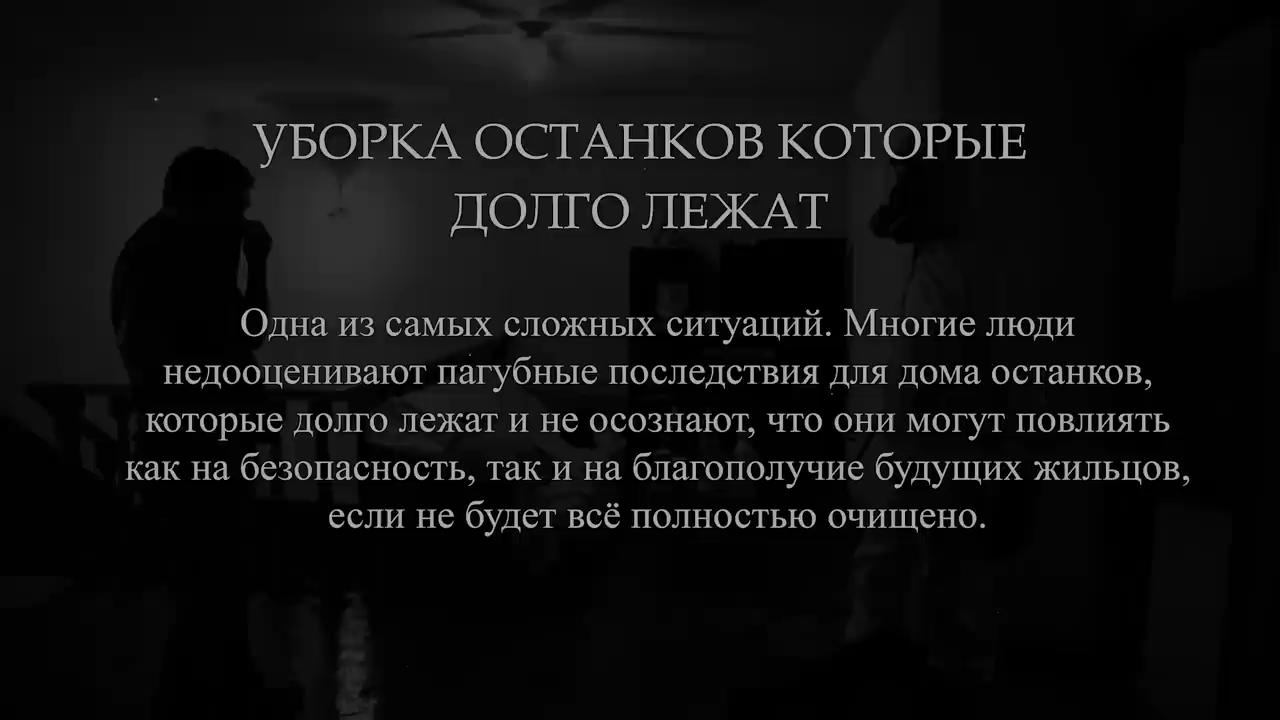 УБОРКА ОСТАНКОВ КОТОРЫЕ
ДОЛГО ЛЕЖАТ
Одна из самых сложных ситуаций. Многие люди
недооценивают пагубные последствия для дома останков,
которые долго лежат и не осознают, что они могут повлиять
как на безопасность, так и на благополучие будущих жильцов,
если не будет всё полностью очищено.